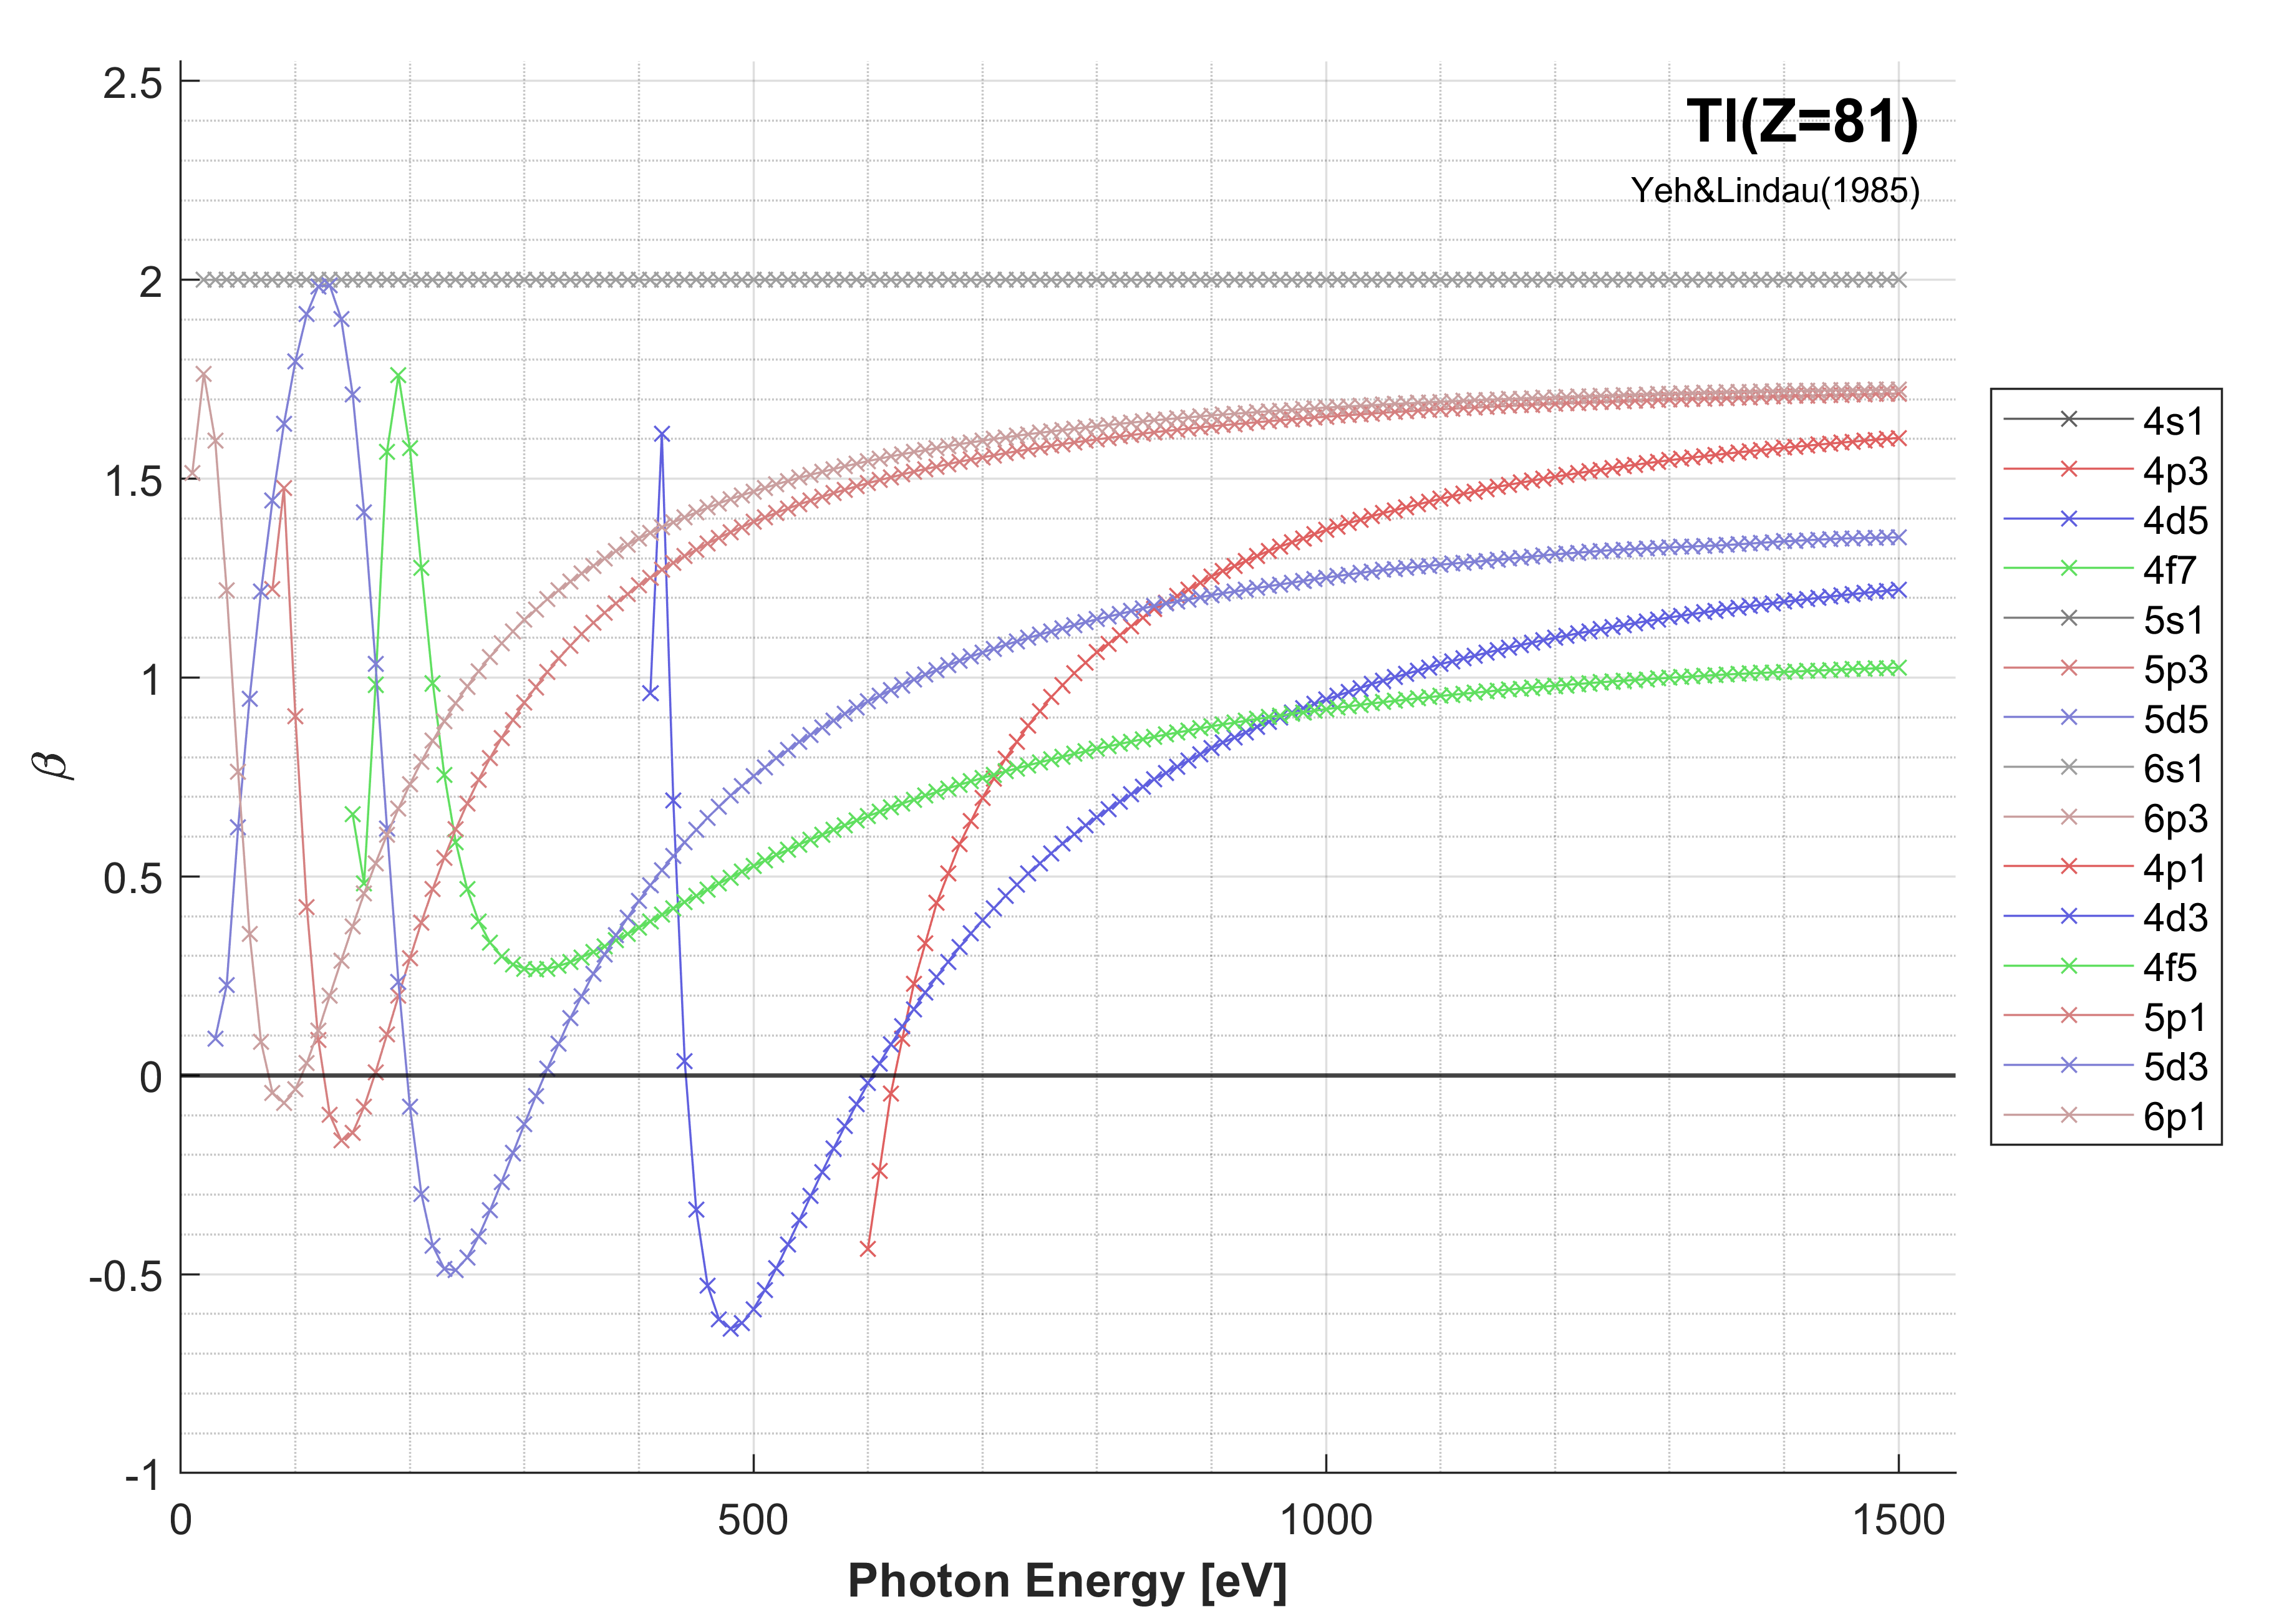 Tl(Z=81)
Yeh&Lindau(1985)
2.5
2
1.5
1
0.5
0
-0.5
-1
β
0
500
1000
1500
Photon Energy [eV]
4s1
4p3
4d5
4f7
5s1
5p3
5d5
6s1
6p3
4p1
4d3
4f5
5p1
5d3
6p1